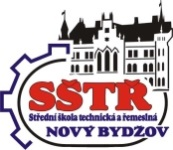 SŠTŘ
Střední škola technická a řemeslná
NOVÝ BYDŽOV